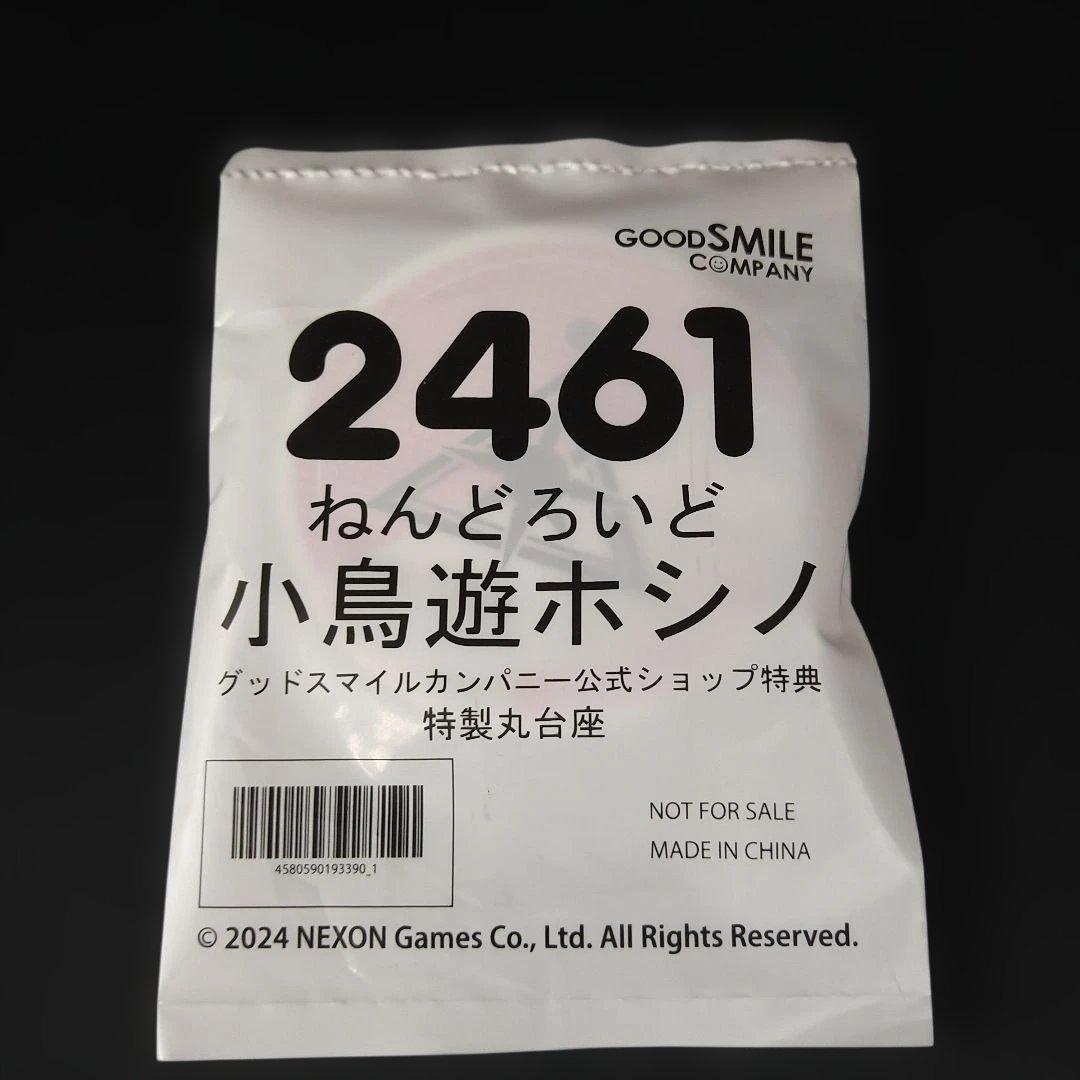 GOODSMILE
COMPANY
2461
ねんどろいど
小鳥遊ホシノ
グッドスマイルカンパニー公式ショップ特典
特製丸台座
4580590193390_1
NOT FOR SALE
MADE IN CHINA
© 2024 NEXON Games Co., Ltd. All Rights Reserved.